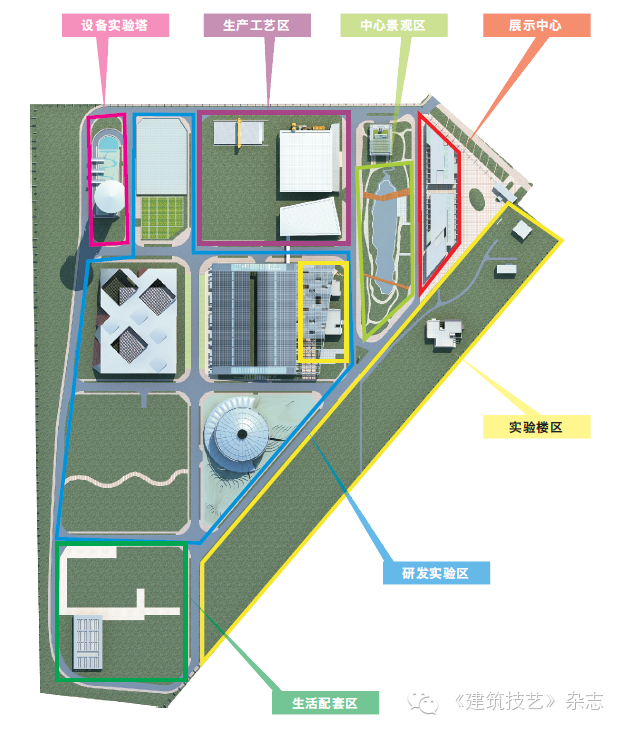 设备实验塔
生产工艺区
中心景观区
展示中心
实验楼区
研发实验区
生活配套区
《建筑技艺》杂志